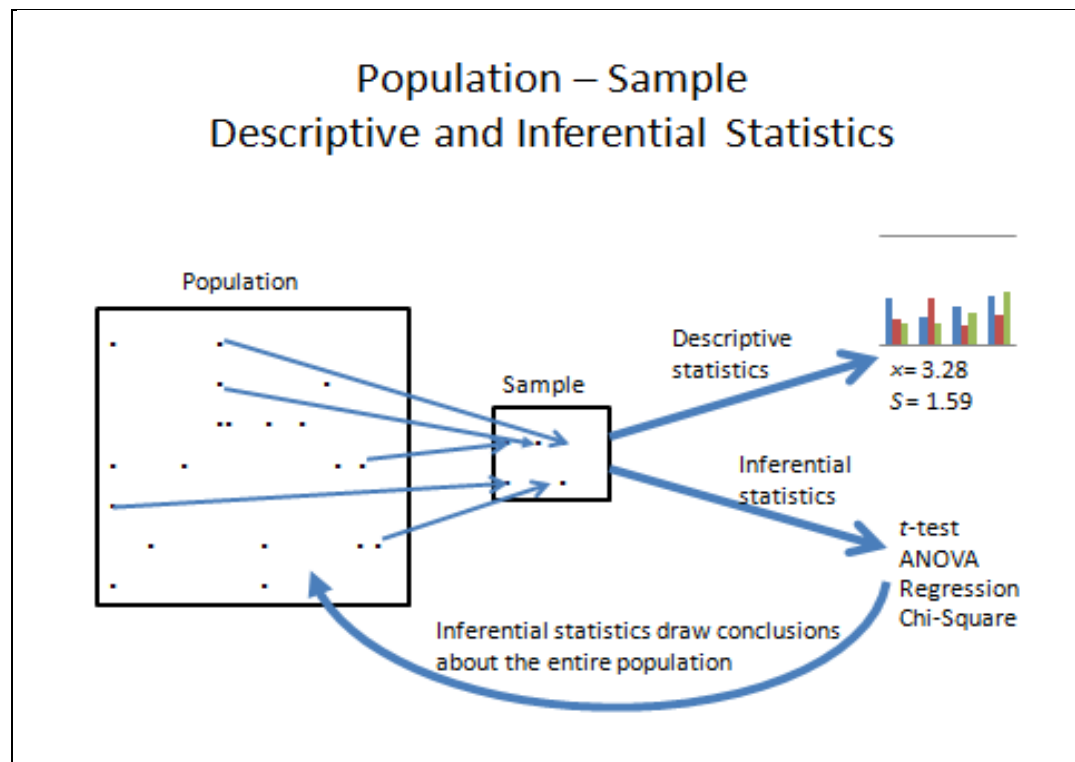 Population – Sample
Descriptive and Inferential Statistics
Population
Sample
Descriptive
statistics
x= 3.28
S= 1.59
Inferential
statistics
t-test
ANOVA
Regression
Chi-Square
Inferential statistics draw conclusions
about the entire population